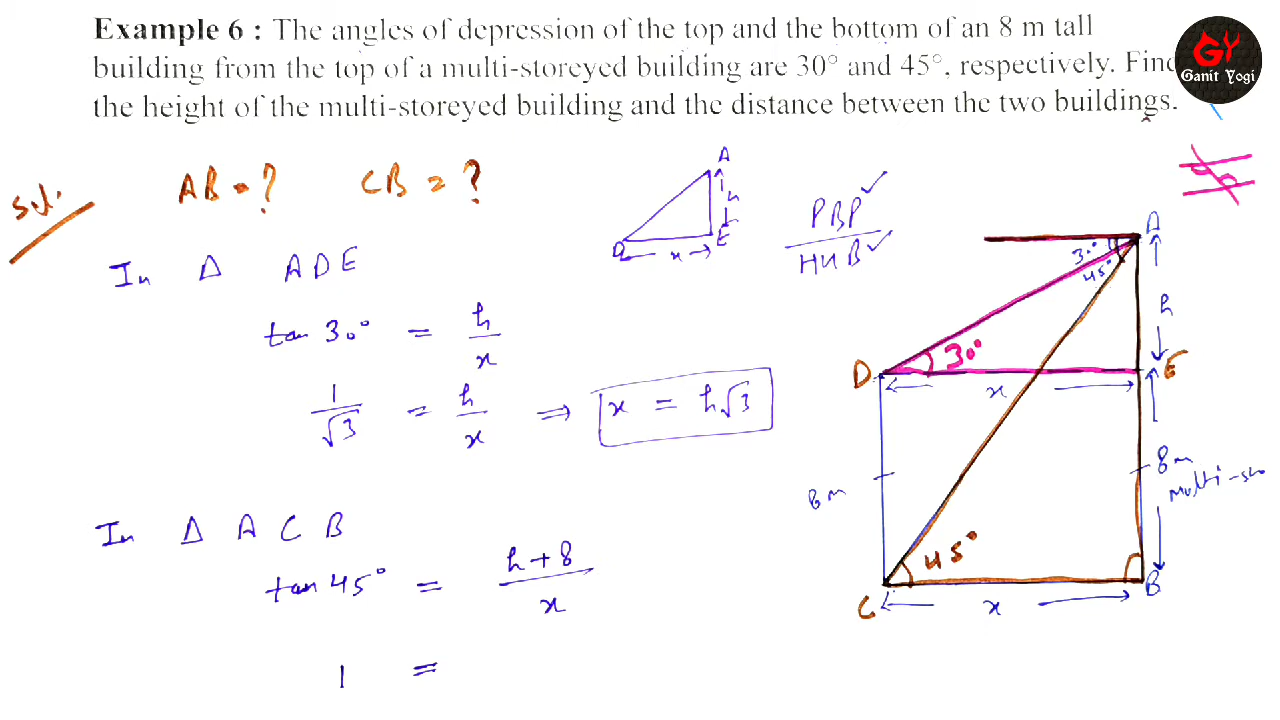 Example 6 : The angles of depression of the top and the bottom of an 8 m tall
building from the top of a multi-storeyed building are 30° and 45°, respectively. Find
the height of the multi-storeyed building and the distance between the two buildings.
GY
Ganit Yogi
Sol.
AB = ?
CB = ?
A
h
E
D
x
PBP
HHB
In Δ ADE
tan 30° = h/x
1/√3 = h/x ⇒ x = h√3
In Δ ACB
tan 45° = h+8/x
1 =
A
30°
45°
h
D
30°
E
x
8m
8m
Multi-
45°
C
B
x